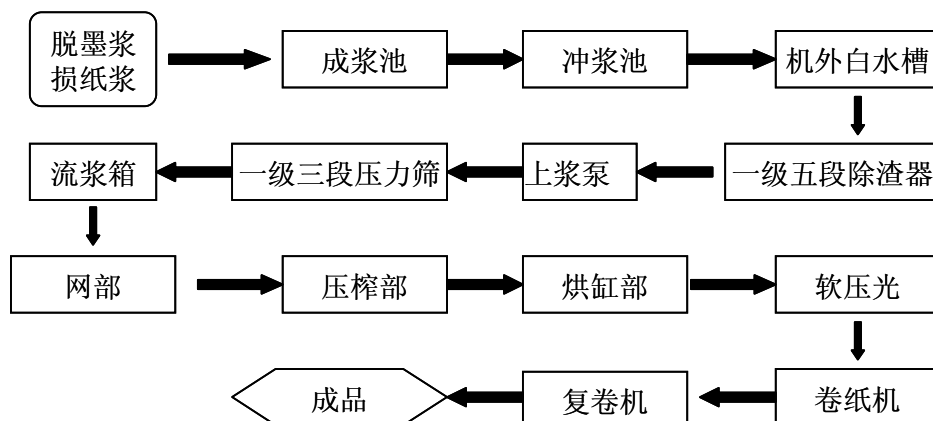 脱墨浆
损纸浆
成浆池
冲浆池
机外白水槽
流浆箱
一级三段压力筛
上浆泵
一级五段除渣器
网部
压榨部
烘缸部
软压光
成品
复卷机
卷纸机